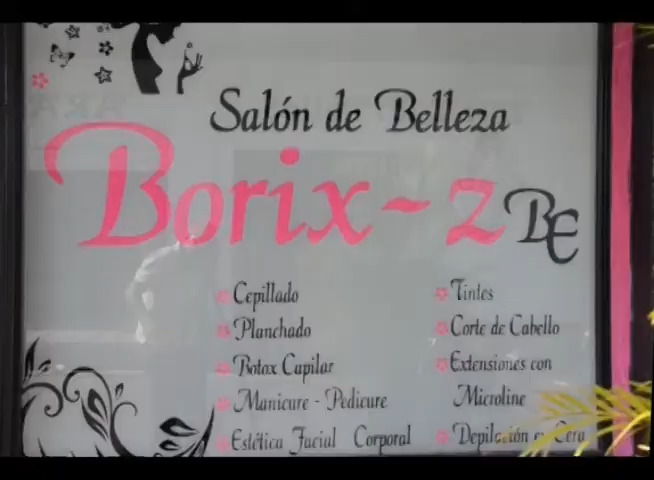 Salón de Belleza
Borix-z BE
Cepillado
Planchado
Botox Capilar
Manicure - Pedicure
Estética Facial Corporal
Tintes
Corte de Cabello
Extensiones con
Microline
Depilación en Cera